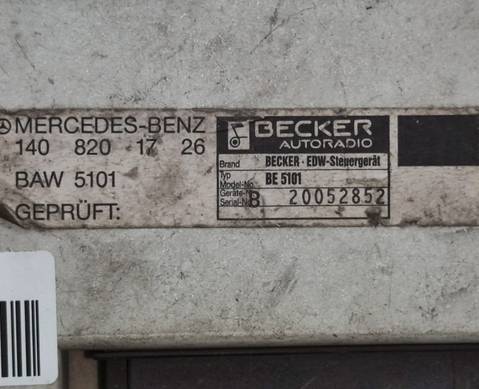 MERCEDES-BENZ
140 820 17 26
BAW 5101
GEPRÜFT:
BECKER
AUTORADIO
Brand BECKER - EDW-Steuergerät
Typ
Model-No. BE 5101
Geräte-Nr.
Serial-No. B 20052852